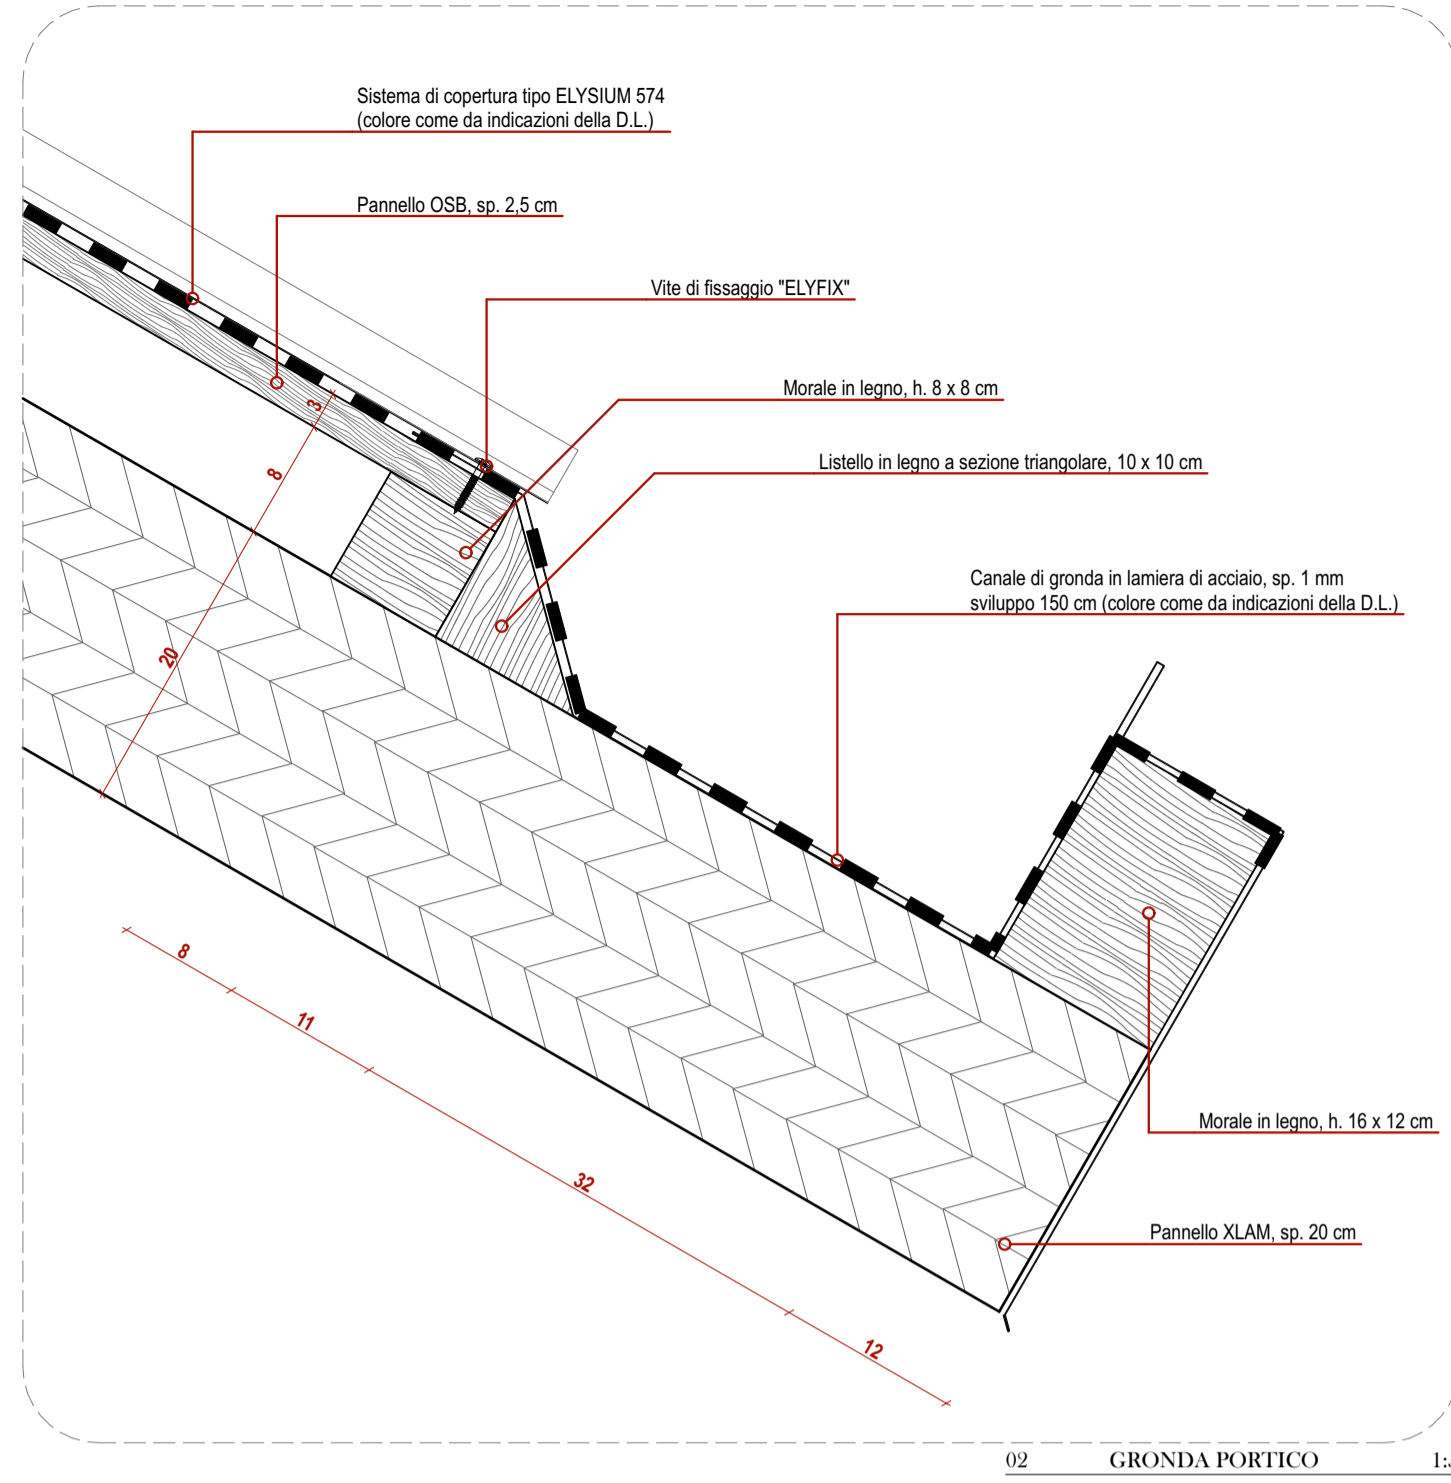 Sistema di copertura tipo ELYSIUM 574
(colore come da indicazioni della D.L.)
Pannello OSB, sp. 2,5 cm
Vite di fissaggio "ELYFIX"
Morale in legno, h. 8 x 8 cm
Listello in legno a sezione triangolare, 10 x 10 cm
Canale di gronda in lamiera di acciaio, sp. 1 mm
sviluppo 150 cm (colore come da indicazioni della D.L.)
3
8
20
8
11
32
12
Morale in legno, h. 16 x 12 cm
Pannello XLAM, sp. 20 cm
02 GRONDA PORTICO 1: